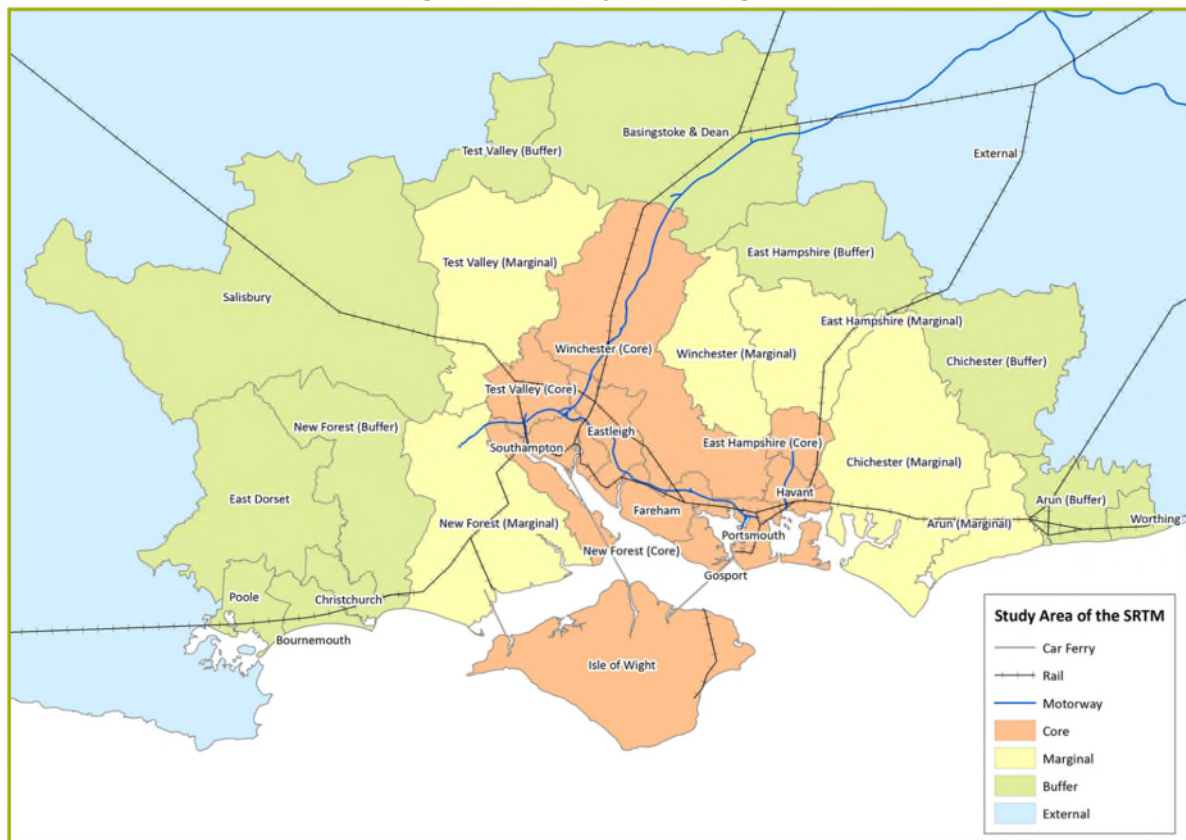 Basingstoke & Dean
Test Valley (Buffer)
External
Test Valley (Marginal)
East Hampshire (Buffer)
Salisbury
East Hampshire (Marginal)
Winchester (Core)
Winchester (Marginal)
Chichester (Buffer)
Test Valley (Core)
New Forest (Buffer)
Eastleigh
East Hampshire (Core)
Southampton
Chichester (Marginal)
Havant
East Dorset
Fareham
Arun (Buffer)
Worthing
New Forest (Marginal)
Arun (Marginal)
Portsmouth
New Forest (Core)
Gosport
Poole
Christchurch
Bournemouth
Isle of Wight
Study Area of the SRTM
Car Ferry
Rail
Motorway
Core
Marginal
Buffer
External